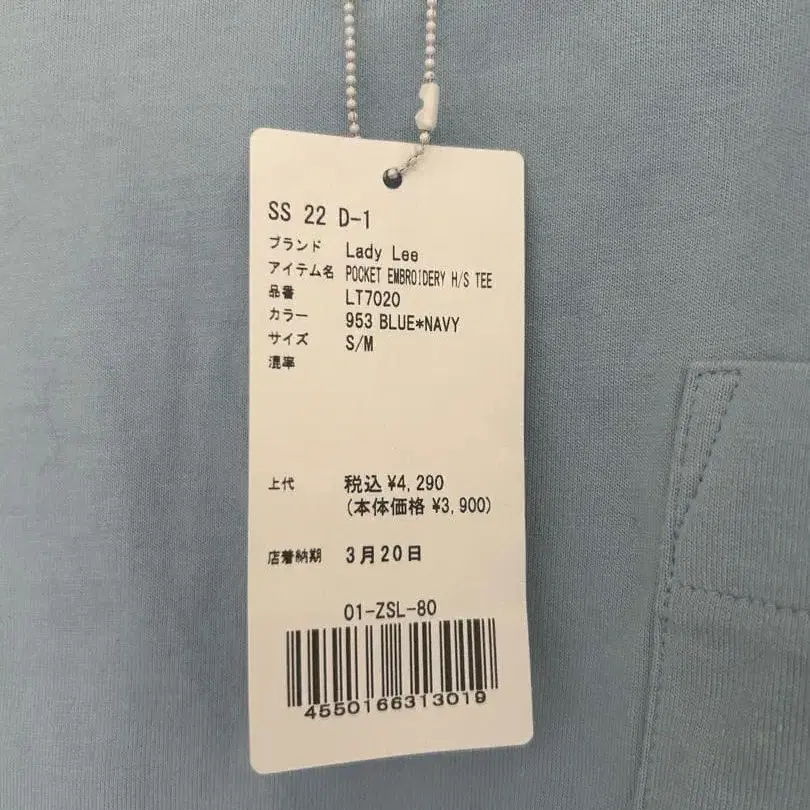 SS 22 D-1
ブランド Lady Lee
アイテム名 POCKET EMBROIDERY H/S TEE
品番 LT7020
カラー 953 BLUE*NAVY
サイズ S/M
混率
上代 税込 ¥4,290
(本体価格 ¥3,900)
店着納期 3月20日
01-ZSL-80
4550166313019